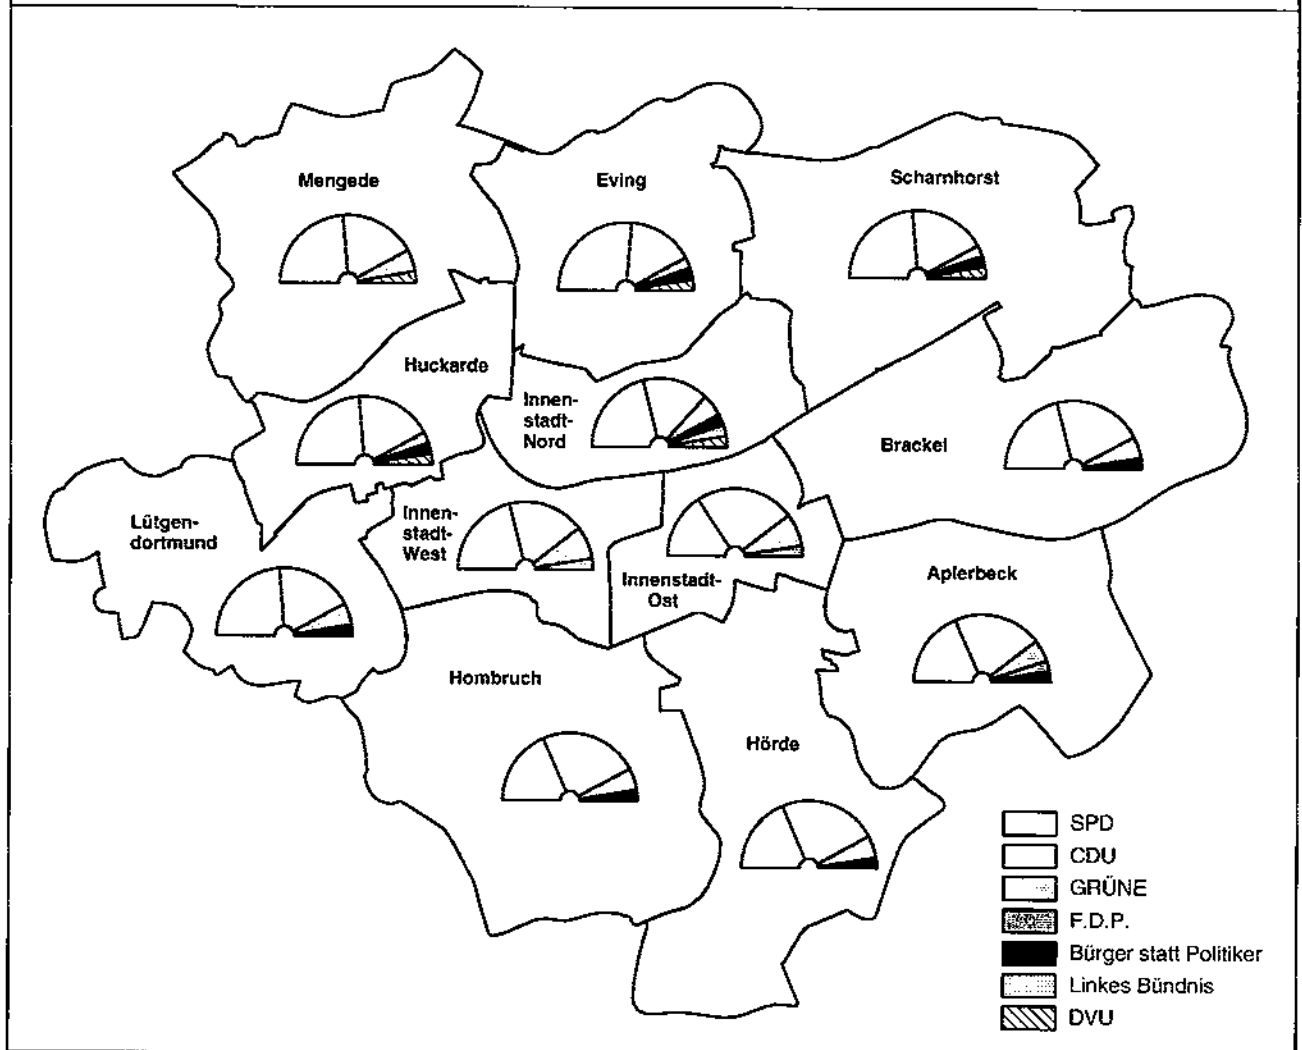 Mengede
Eving
Scharnhorst
Huckarde
Innen-
stadt-
Nord
Brackel
Lütgen-
dortmund
Innen-
stadt-
West
Innenstadt-
Ost
Aplerbeck
Hombruch
Hörde
SPD
CDU
GRÜNE
F.D.P.
Bürger statt Politiker
Linkes Bündnis
DVU